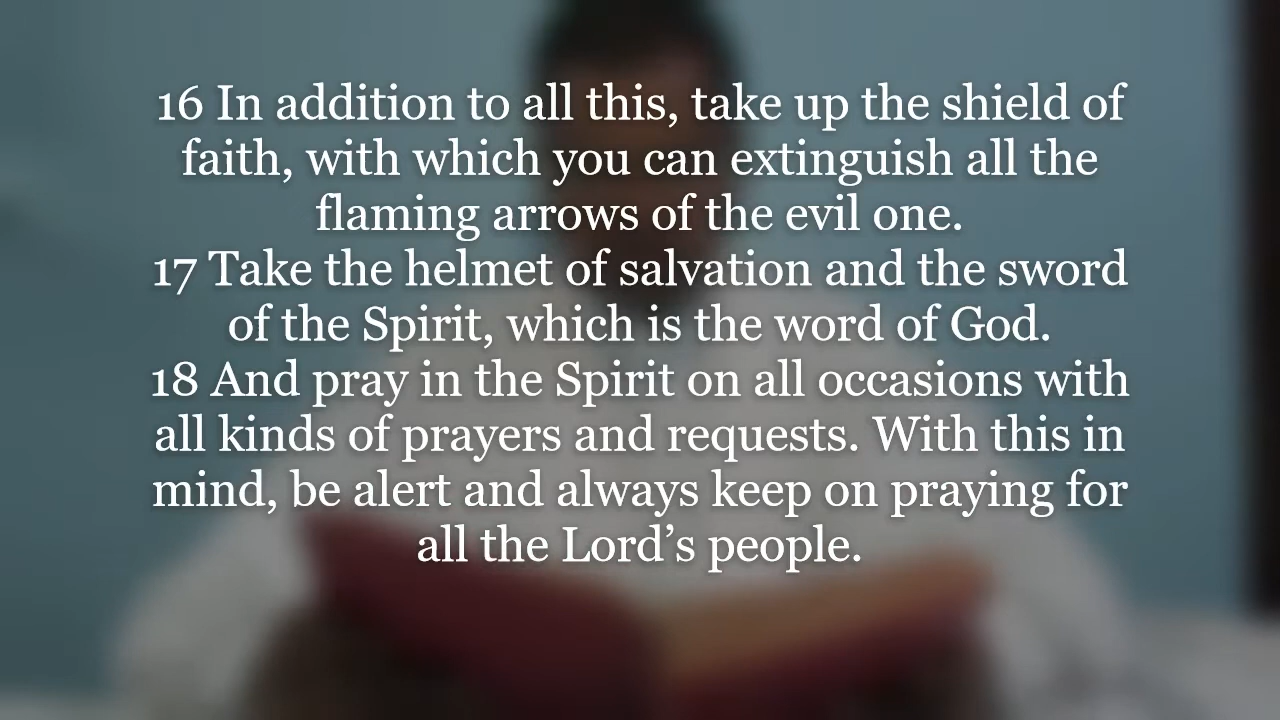 16 In addition to all this, take up the shield of
faith, with which you can extinguish all the
flaming arrows of the evil one.
17 Take the helmet of salvation and the sword
of the Spirit, which is the word of God.
18 And pray in the Spirit on all occasions with
all kinds of prayers and requests. With this in
mind, be alert and always keep on praying for
all the Lord’s people.